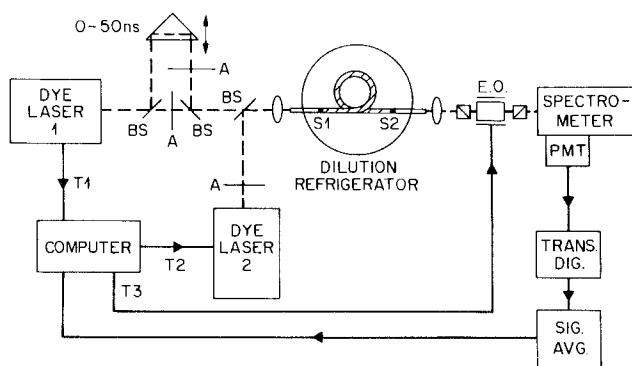 0-50ns
A
DYE
LASER
1
BS
A
BS
BS
S1
S2
E.O.
SPECTRO-
METER
PMT
DILUTION
REFRIGERATOR
T1
A
COMPUTER
T2
DYE
LASER
2
T3
TRANS.
DIG.
SIG.
AVG.